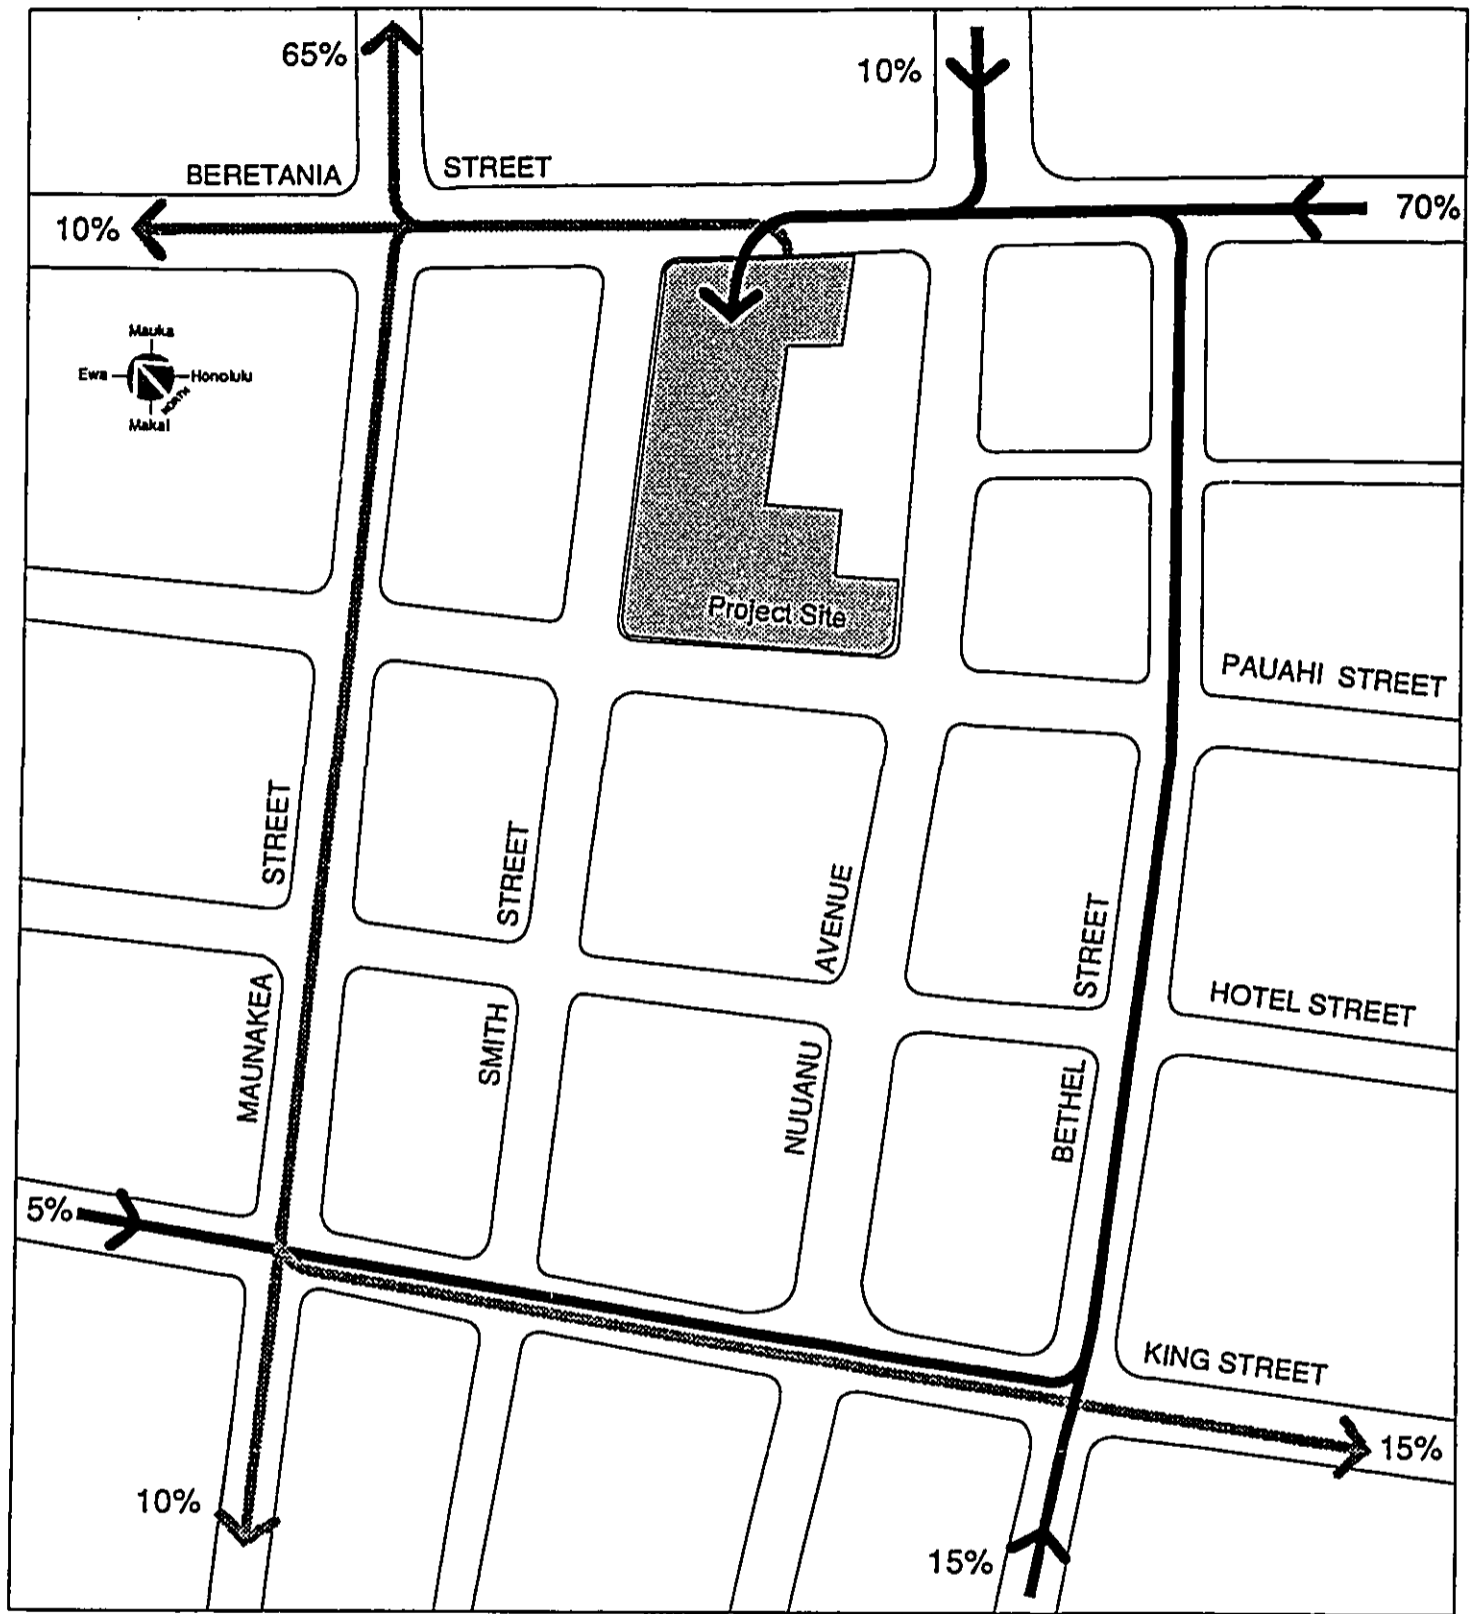 65%
10%
BERETANIA STREET
10%
70%
Mauka
Ewa Honolulu
NORTH
Makai
Project Site
PAUAHI STREET
MAUNAKEA STREET
SMITH STREET
NUUANU AVENUE
BETHEL STREET
HOTEL STREET
5%
KING STREET
15%
10%
15%